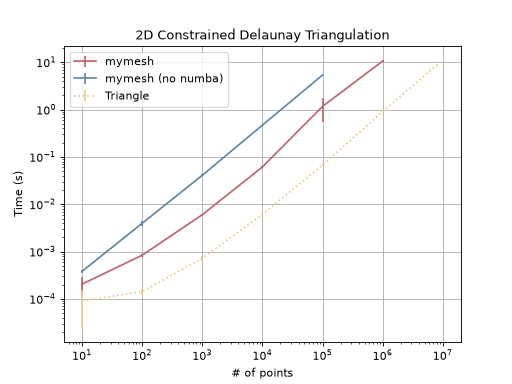 2D Constrained Delaunay Triangulation
mymesh
mymesh (no numba)
Triangle
Time (s)
10¹
10⁰
10⁻¹
10⁻²
10⁻³
10⁻⁴
10¹ 10² 10³ 10⁴ 10⁵ 10⁶ 10⁷
# of points